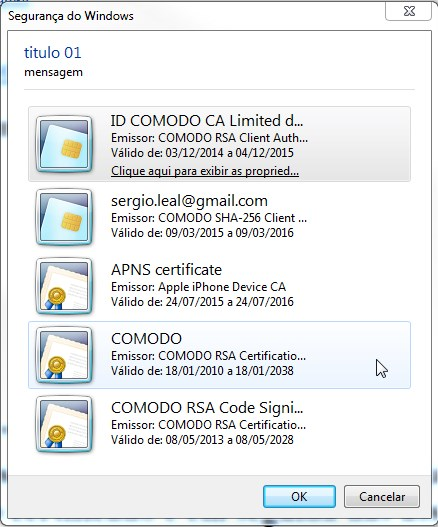 Segurança do Windows
titulo 01
mensagem
ID COMODO CA Limited d...
Emissor: COMODO RSA Client Auth...
Válido de: 03/12/2014 a 04/12/2015
Clique aqui para exibir as propried...
sergio.leal@gmail.com
Emissor: COMODO SHA-256 Client ...
Válido de: 09/03/2015 a 09/03/2016
APNS certificate
Emissor: Apple iPhone Device CA
Válido de: 24/07/2015 a 24/07/2016
COMODO
Emissor: COMODO RSA Certificatio...
Válido de: 18/01/2010 a 18/01/2038
COMODO RSA Code Signi...
Emissor: COMODO RSA Certificatio...
Válido de: 08/05/2013 a 08/05/2028
OK
Cancelar